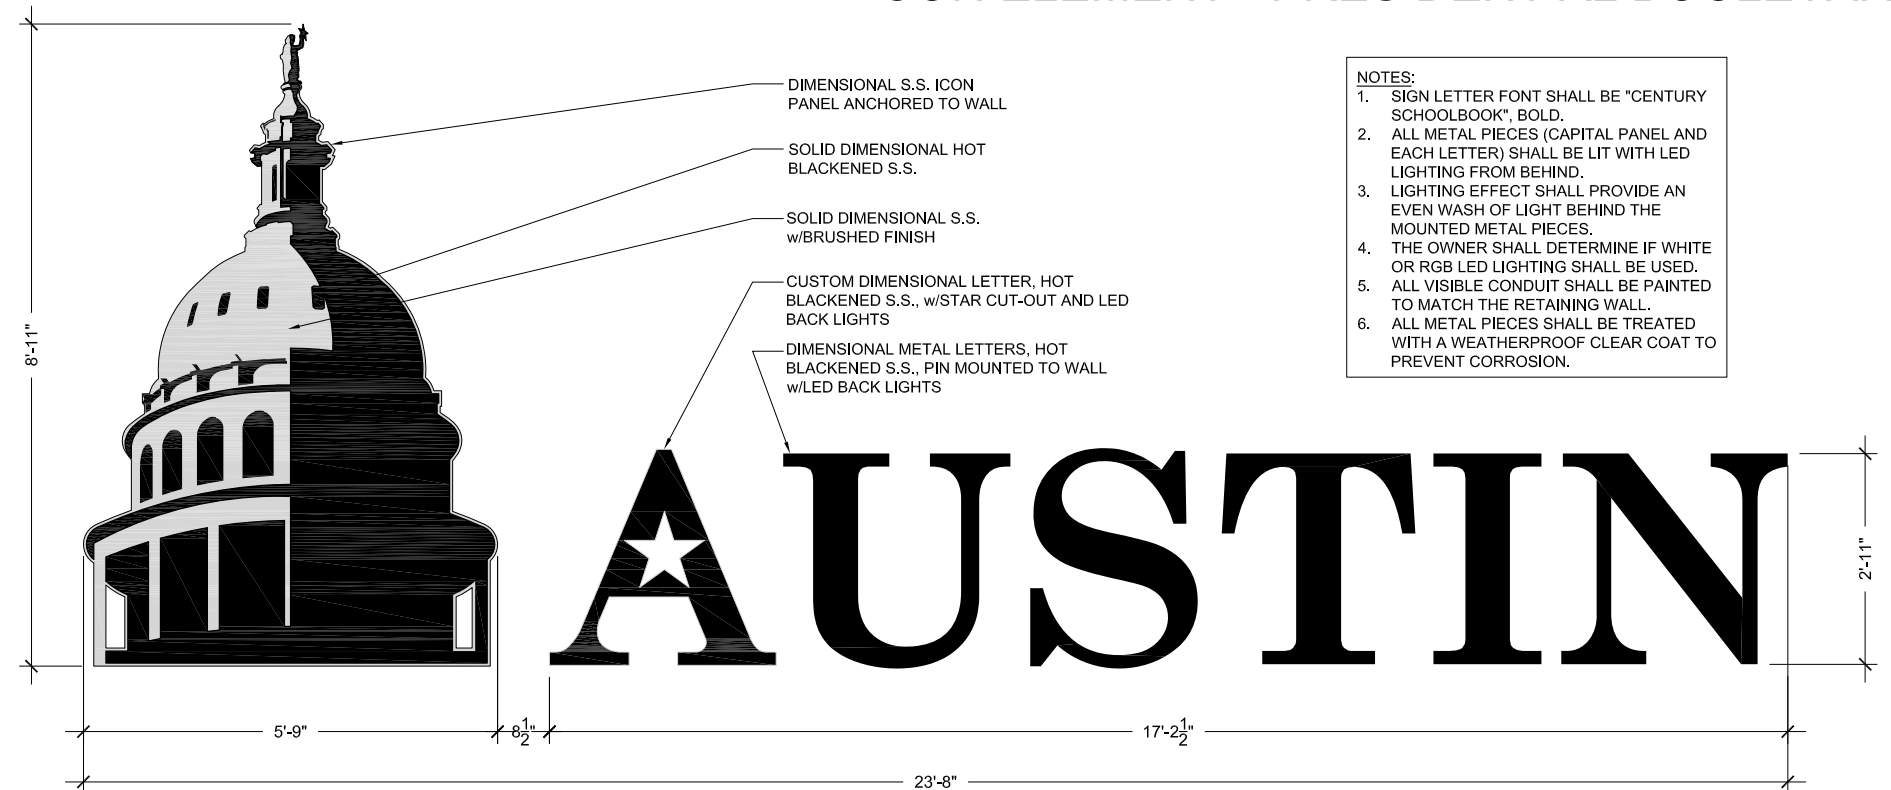 DIMENSIONAL S.S. ICON
PANEL ANCHORED TO WALL
SOLID DIMENSIONAL HOT
BLACKENED S.S.
SOLID DIMENSIONAL S.S.
w/BRUSHED FINISH
CUSTOM DIMENSIONAL LETTER, HOT
BLACKENED S.S., w/STAR CUT-OUT AND LED
BACK LIGHTS
DIMENSIONAL METAL LETTERS, HOT
BLACKENED S.S., PIN MOUNTED TO WALL
w/LED BACK LIGHTS
NOTES:
1. SIGN LETTER FONT SHALL BE "CENTURY
SCHOOLBOOK", BOLD.
2. ALL METAL PIECES (CAPITAL PANEL AND
EACH LETTER) SHALL BE LIT WITH LED
LIGHTING FROM BEHIND.
3. LIGHTING EFFECT SHALL PROVIDE AN
EVEN WASH OF LIGHT BEHIND THE
MOUNTED METAL PIECES.
4. THE OWNER SHALL DETERMINE IF WHITE
OR RGB LED LIGHTING SHALL BE USED.
5. ALL VISIBLE CONDUIT SHALL BE PAINTED
TO MATCH THE RETAINING WALL.
6. ALL METAL PIECES SHALL BE TREATED
WITH A WEATHERPROOF CLEAR COAT TO
PREVENT CORROSION.
8'-11"
AUSTIN
2'-11"
5'-9"
8 1/2"
17'-2 1/2"
23'-8"